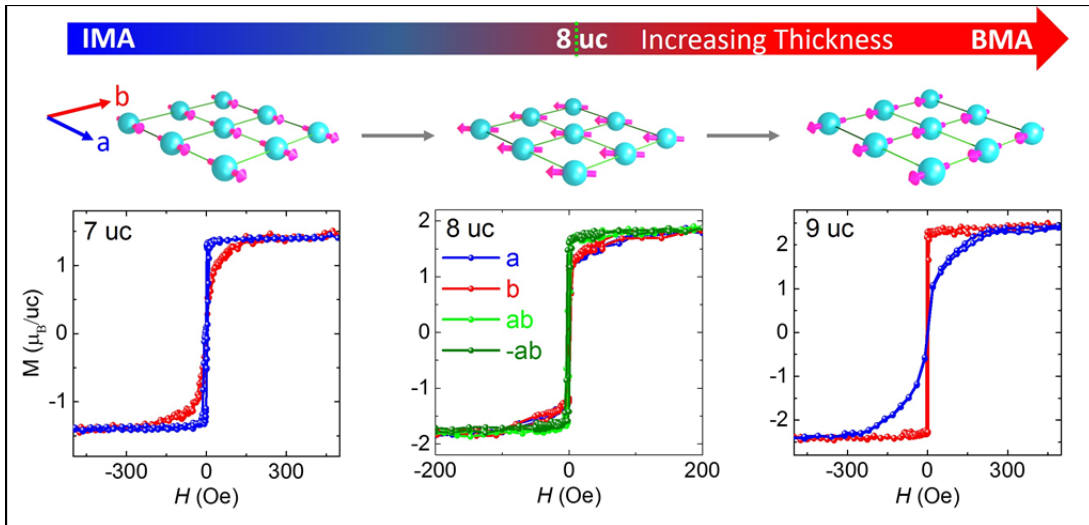 IMA 8 uc Increasing Thickness BMA
b
a
7 uc
8 uc
9 uc
a
b
ab
-ab
M (μB/uc)
1
0
-1
2
1
0
-1
-2
2
1
0
-1
-2
-300 0 300
-200 0 200
-300 0 300
H (Oe)
H (Oe)
H (Oe)